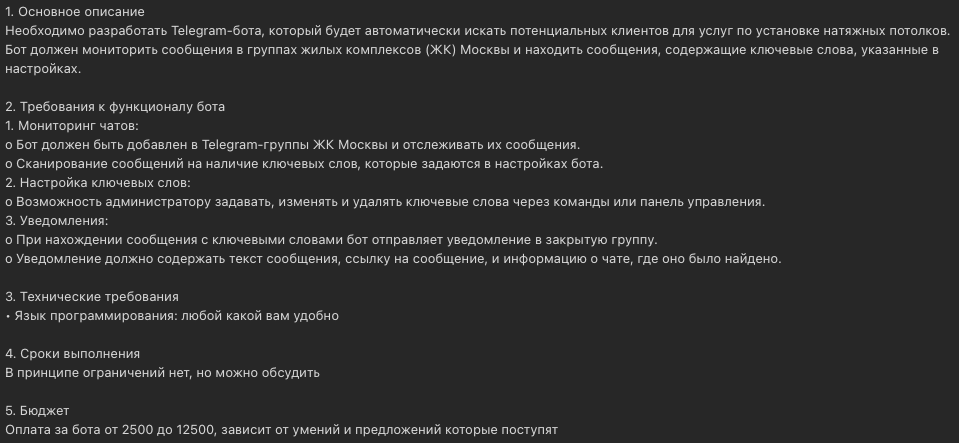 1. Основное описание
Необходимо разработать Telegram-бота, который будет автоматически искать потенциальных клиентов для услуг по установке натяжных потолков.
Бот должен мониторить сообщения в группах жилых комплексов (ЖК) Москвы и находить сообщения, содержащие ключевые слова, указанные в
настройках.

2. Требования к функционалу бота
1. Мониторинг чатов:
о Бот должен быть добавлен в Telegram-группы ЖК Москвы и отслеживать их сообщения.
о Сканирование сообщений на наличие ключевых слов, которые задаются в настройках бота.
2. Настройка ключевых слов:
о Возможность администратору задавать, изменять и удалять ключевые слова через команды или панель управления.
3. Уведомления:
о При нахождении сообщения с ключевыми словами бот отправляет уведомление в закрытую группу.
о Уведомление должно содержать текст сообщения, ссылку на сообщение, и информацию о чате, где оно было найдено.

3. Технические требования
• Язык программирования: любой какой вам удобно

4. Сроки выполнения
В принципе ограничений нет, но можно обсудить

5. Бюджет
Оплата за бота от 2500 до 12500, зависит от умений и предложений которые поступят